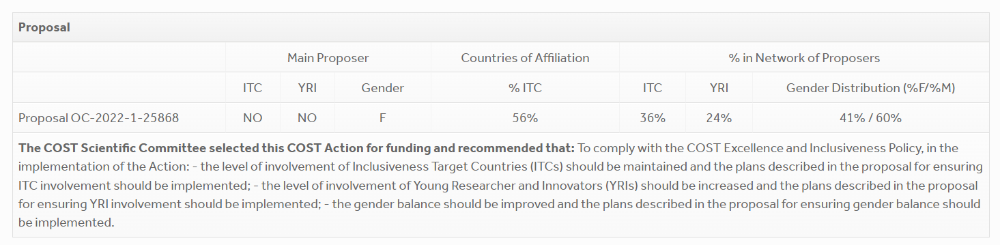 Proposal
Main Proposer Countries of Affiliation % in Network of Proposers
ITC YRI Gender % ITC ITC YRI Gender Distribution (%F/%M)
Proposal OC-2022-1-25868 NO NO F 56% 36% 24% 41% / 60%
The COST Scientific Committee selected this COST Action for funding and recommended that: To comply with the COST Excellence and Inclusiveness Policy, in the
implementation of the Action: - the level of involvement of Inclusiveness Target Countries (ITCs) should be maintained and the plans described in the proposal for ensuring
ITC involvement should be implemented; - the level of involvement of Young Researcher and Innovators (YRIs) should be increased and the plans described in the proposal
for ensuring YRI involvement should be implemented; - the gender balance should be improved and the plans described in the proposal for ensuring gender balance should
be implemented.